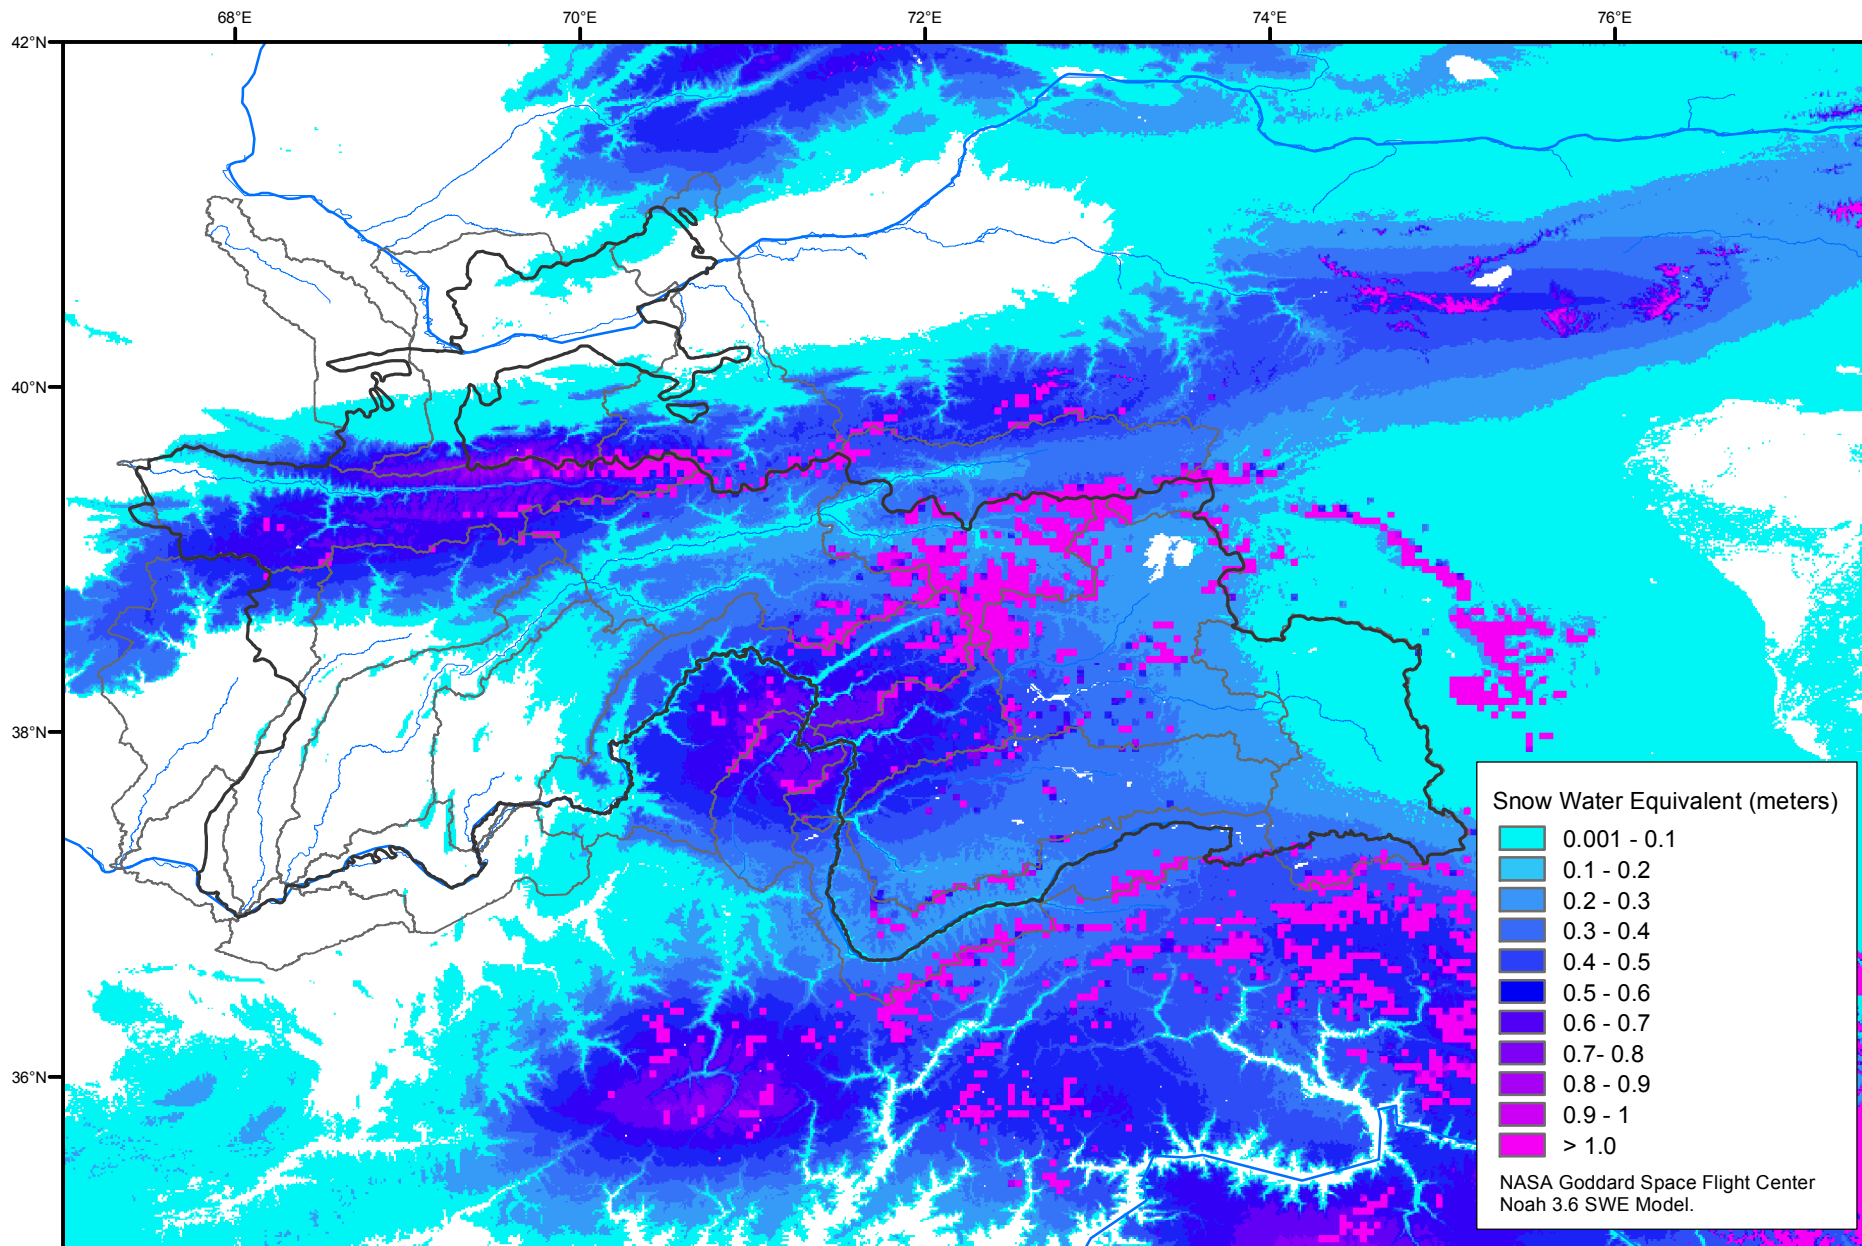 68°E
70°E
72°E
74°E
76°E
42°N
40°N
38°N
36°N
Snow Water Equivalent (meters)
0.001 - 0.1
0.1 - 0.2
0.2 - 0.3
0.3 - 0.4
0.4 - 0.5
0.5 - 0.6
0.6 - 0.7
0.7- 0.8
0.8 - 0.9
0.9 - 1
> 1.0
NASA Goddard Space Flight Center
Noah 3.6 SWE Model.